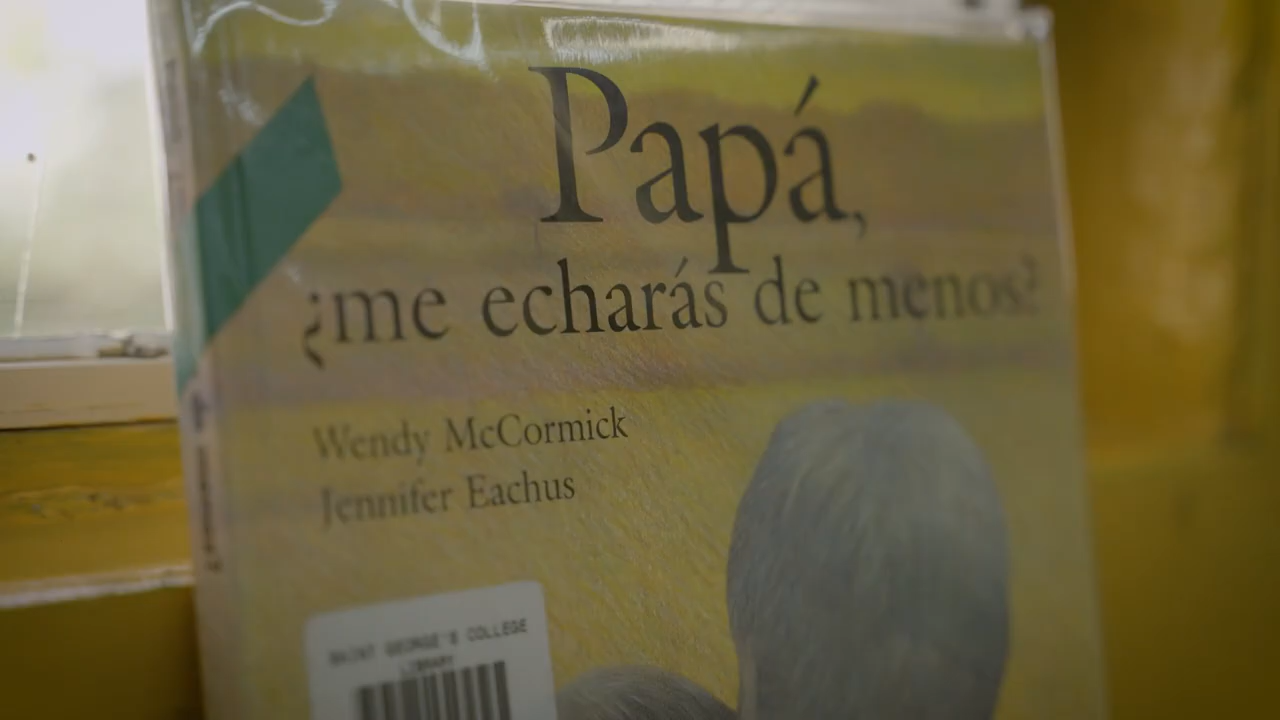 Papá,
¿me echarás de menos?
Wendy McCormick
Jennifer Eachus
SAINT GEORGE'S COLLEGE
LIBRARY